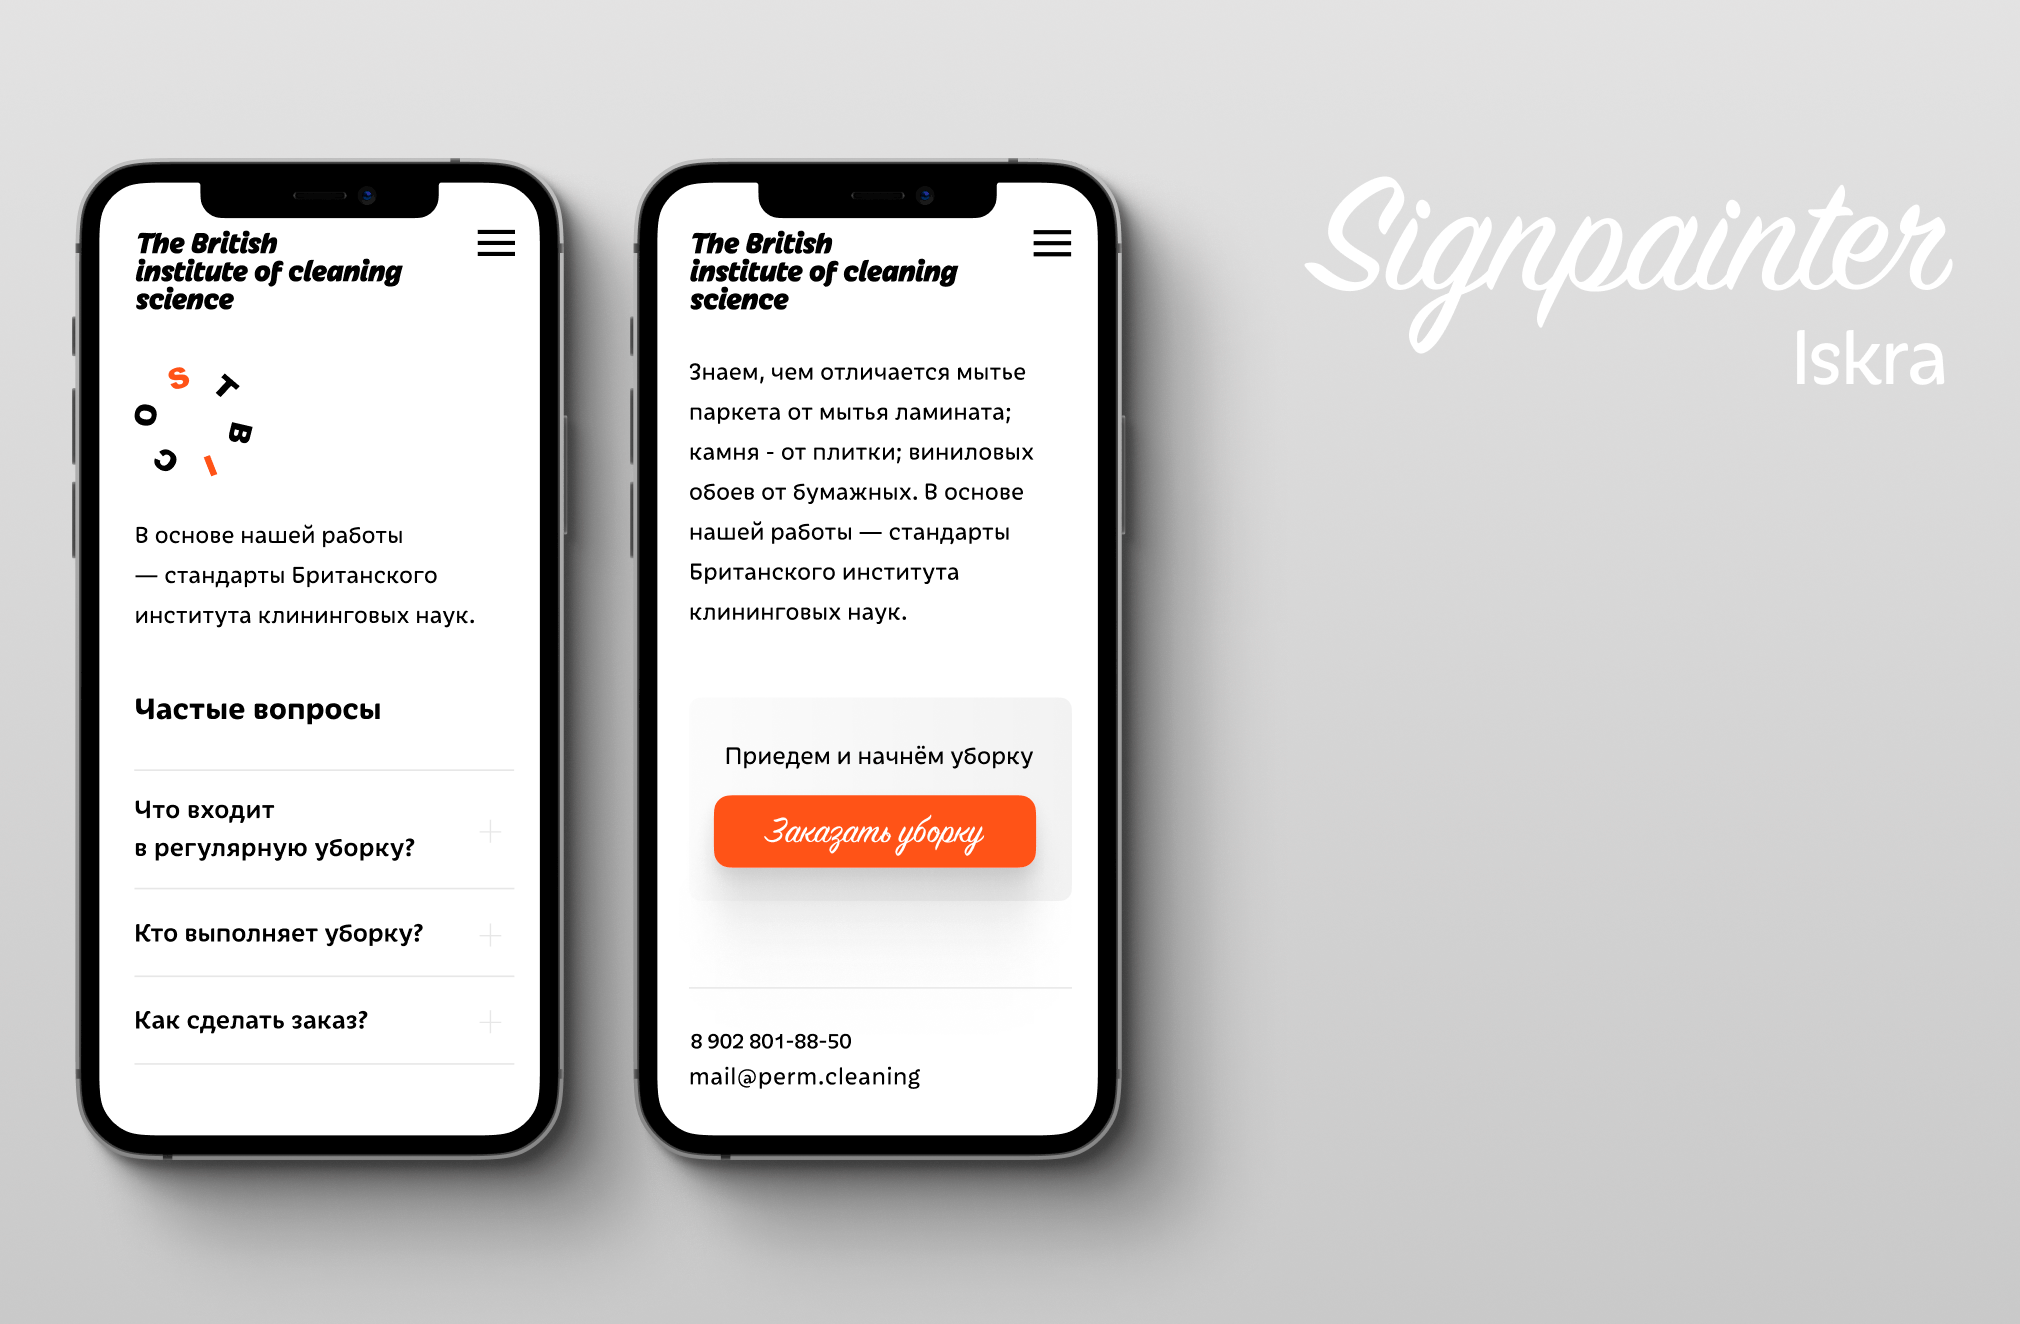 The British
institute of cleaning
science
S T B I C O
В основе нашей работы
— стандарты Британского
института клининговых наук.
Частые вопросы
Что входит
в регулярную уборку?
Кто выполняет уборку?
Как сделать заказ?
The British
institute of cleaning
science
Знаем, чем отличается мытье
паркета от мытья ламината;
камня - от плитки; виниловых
обоев от бумажных. В основе
нашей работы — стандарты
Британского института
клининговых наук.
Приедем и начнём уборку
Заказать уборку
8 902 801-88-50
mail@perm.cleaning
Signpainter
Iskra